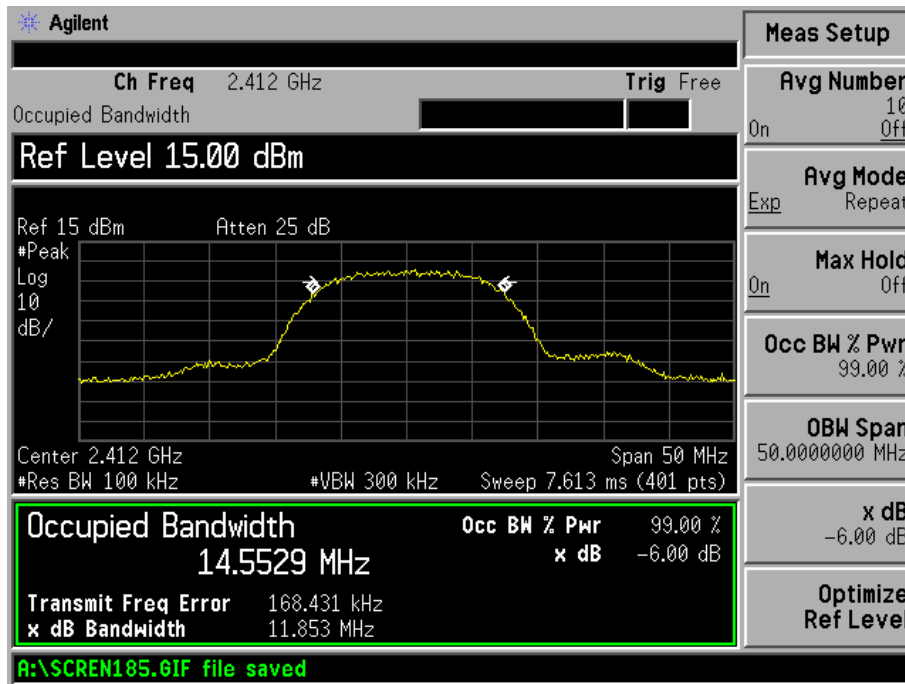 Agilent
Ch Freq 2.412 GHz Trig Free
Occupied Bandwidth
Ref Level 15.00 dBm
Ref 15 dBm Atten 25 dB
#Peak
Log
10
dB/
Center 2.412 GHz Span 50 MHz
#Res BW 100 kHz #VBW 300 kHz Sweep 7.613 ms (401 pts)
Occupied Bandwidth
14.5529 MHz
Occ BW % Pwr 99.00 %
x dB -6.00 dB
Transmit Freq Error 168.431 kHz
x dB Bandwidth 11.853 MHz
A:\SCREN185.GIF file saved
Meas Setup
Avg Number
10
On Off
Avg Mode
Exp Repeat
Max Hold
On Off
Occ BW % Pwr
99.00 %
OBW Span
50.0000000 MHz
x dB
-6.00 dB
Optimize
Ref Level